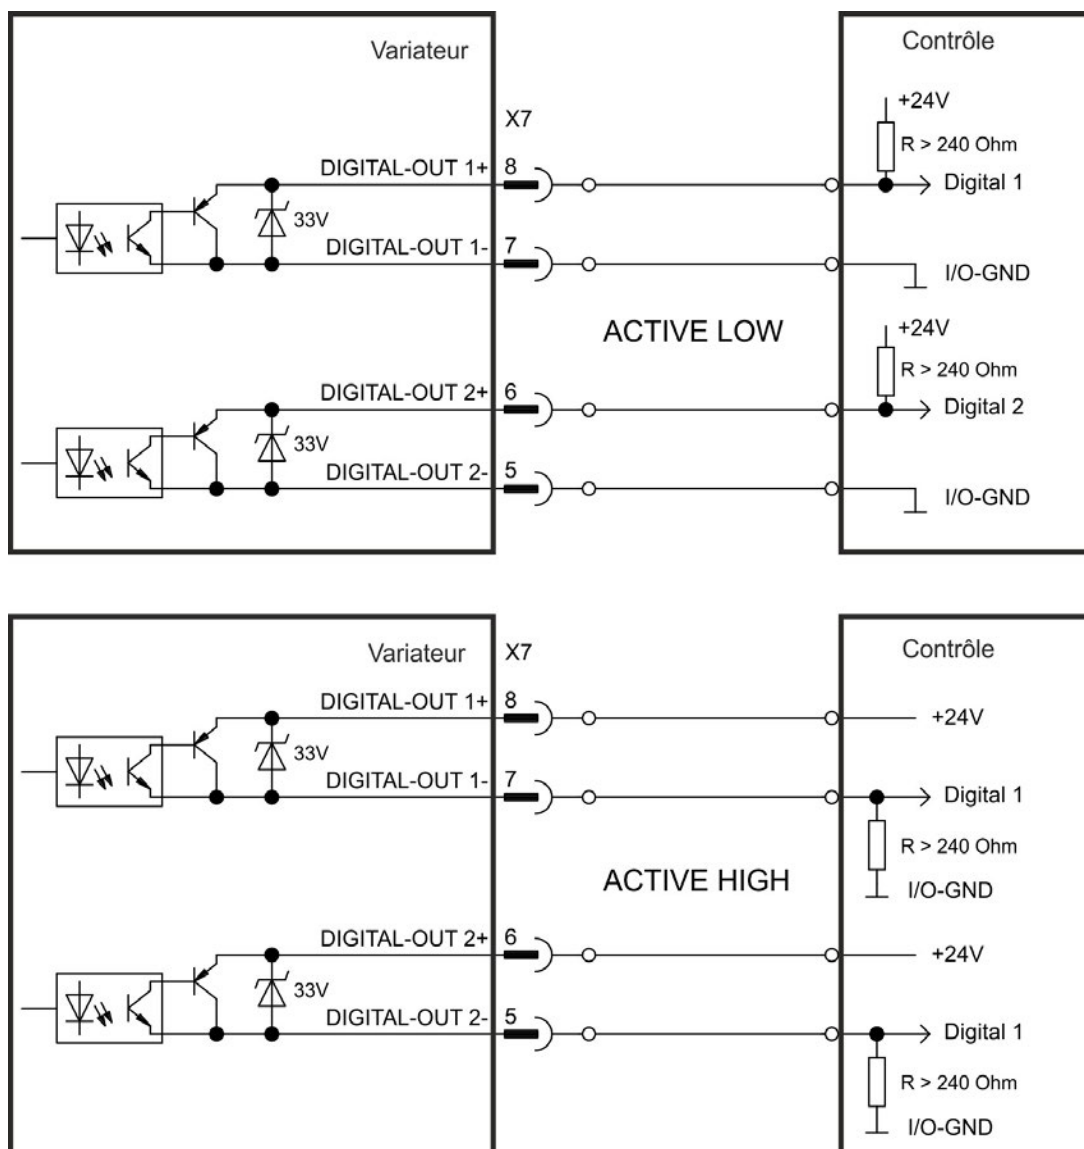 Variateur
Contrôle
X7
+24V
R > 240 Ohm
DIGITAL-OUT 1+
8
Digital 1
33V
DIGITAL-OUT 1-
7
I/O-GND
ACTIVE LOW
+24V
R > 240 Ohm
DIGITAL-OUT 2+
6
Digital 2
33V
DIGITAL-OUT 2-
5
I/O-GND
Variateur
X7
Contrôle
DIGITAL-OUT 1+
8
+24V
33V
DIGITAL-OUT 1-
7
Digital 1
R > 240 Ohm
ACTIVE HIGH
I/O-GND
DIGITAL-OUT 2+
6
+24V
33V
DIGITAL-OUT 2-
5
Digital 1
R > 240 Ohm
I/O-GND